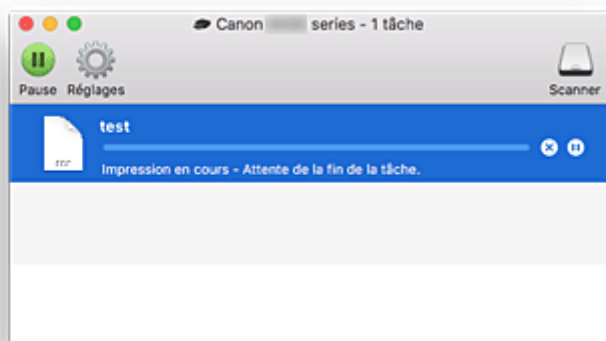 Canon series - 1 tâche
Pause Réglages Scanner
test
Impression en cours - Attente de la fin de la tâche.